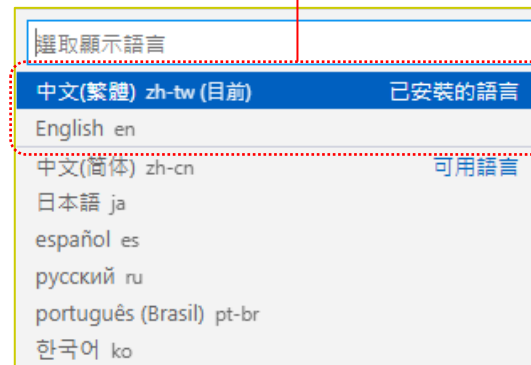 選取顯示語言
中文(繁體) zh-tw (目前) 已安裝的語言
English en
中文(简体) zh-cn 可用語言
日本語 ja
español es
русский ru
português (Brasil) pt-br
한국어 ko